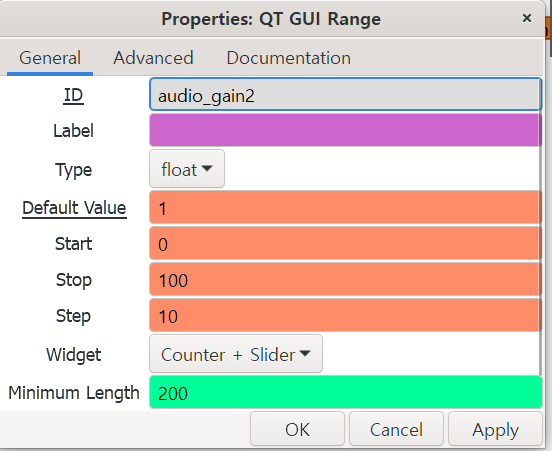 Properties: QT GUI Range
×
General Advanced Documentation
ID audio_gain2
Label
Type float
Default Value 1
Start 0
Stop 100
Step 10
Widget Counter + Slider
Minimum Length 200
OK Cancel Apply